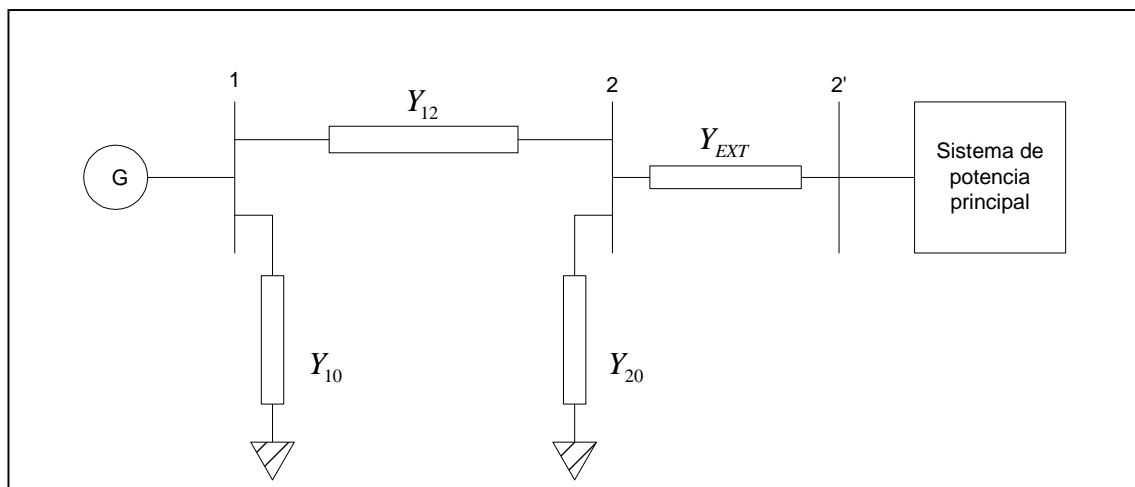 1
2
2'
Y12
YEXT
G
Sistema de
potencia
principal
Y10
Y20